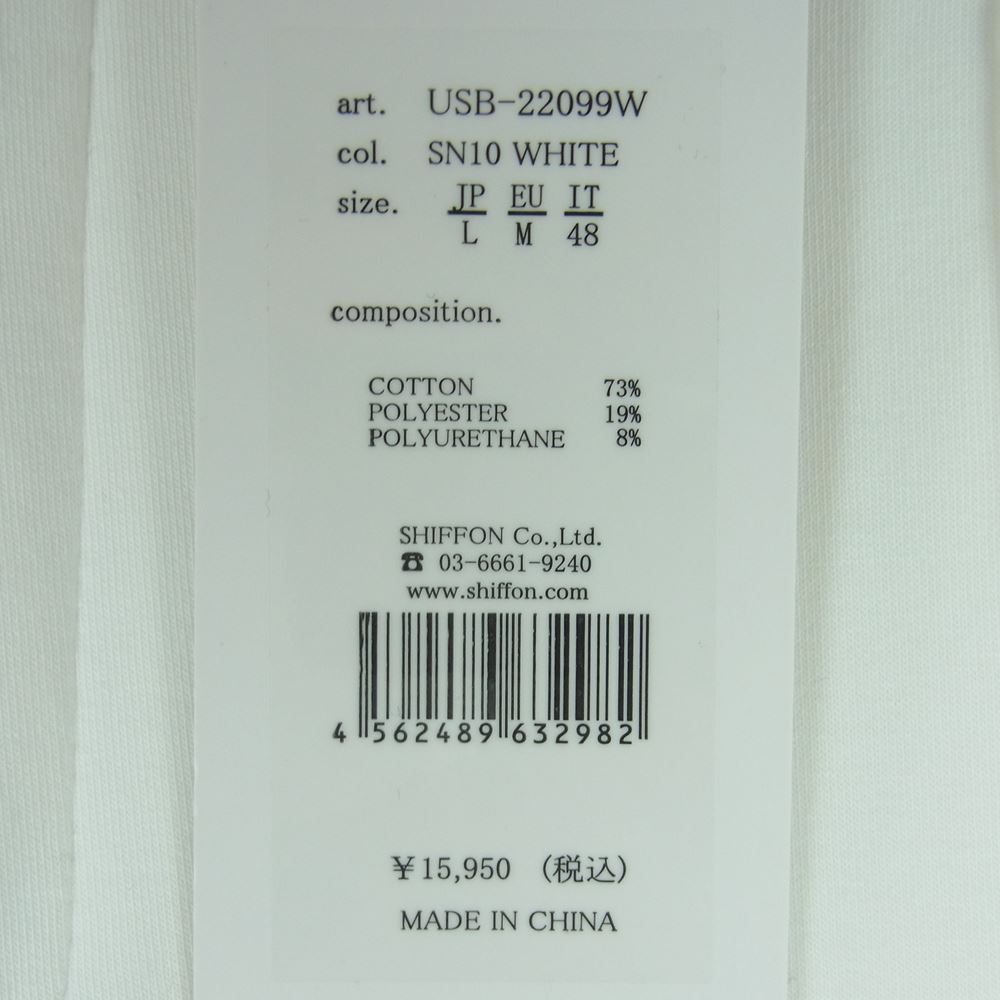 art. USB-22099W
col. SN10 WHITE
size. JP EU IT
L M 48
composition.
COTTON 73%
POLYESTER 19%
POLYURETHANE 8%
SHIFFON Co.,Ltd.
☎ 03-6661-9240
www.shiffon.com
4 562489 632982
¥15,950 (税込)
MADE IN CHINA